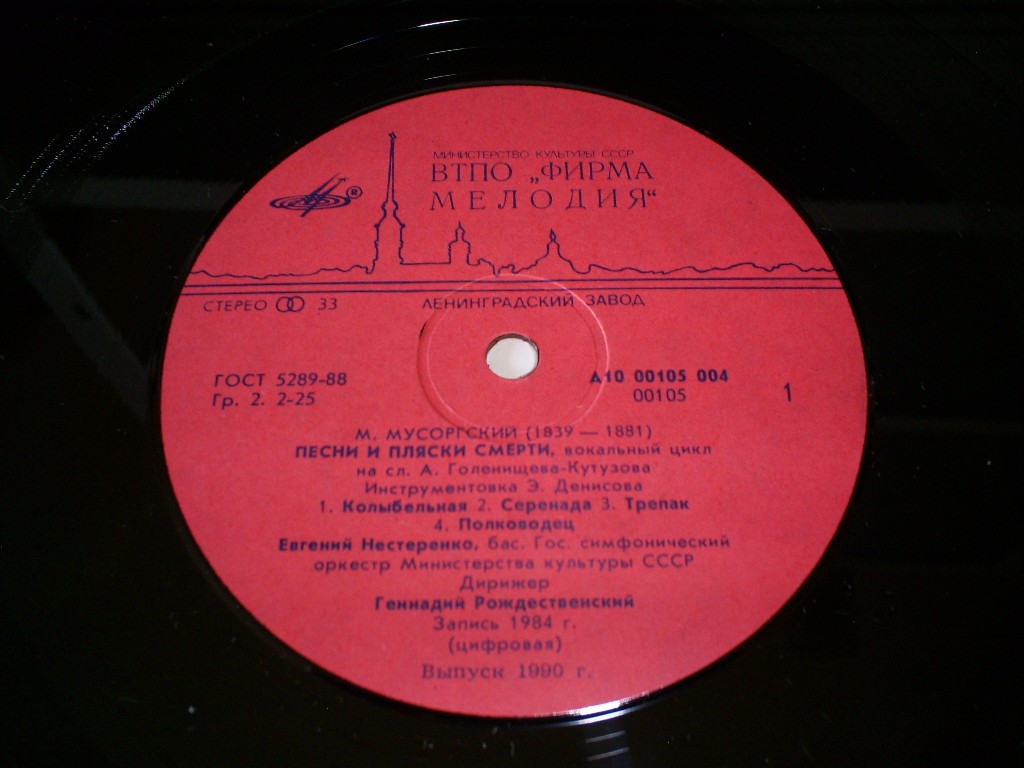 МИНИСТЕРСТВО КУЛЬТУРЫ СССР
ВТПО „ФИРМА
МЕЛОДИЯ“
®
СТЕРЕО 33
ЛЕНИНГРАДСКИЙ ЗАВОД
ГОСТ 5289-88
Гр. 2. 2-25
А10 00105 004
00105
1
М. МУСОРГСКИЙ (1839 — 1881)
ПЕСНИ И ПЛЯСКИ СМЕРТИ, вокальный цикл
на сл. А. Голенищева-Кутузова
Инструментовка Э. Денисова
1. Колыбельная 2. Серенада 3. Трепак
4. Полководец
Евгений Нестеренко, бас. Гос. симфонический
оркестр Министерства культуры СССР
Дирижер
Геннадий Рождественский
Запись 1984 г.
(цифровая)
Выпуск 1990 г.